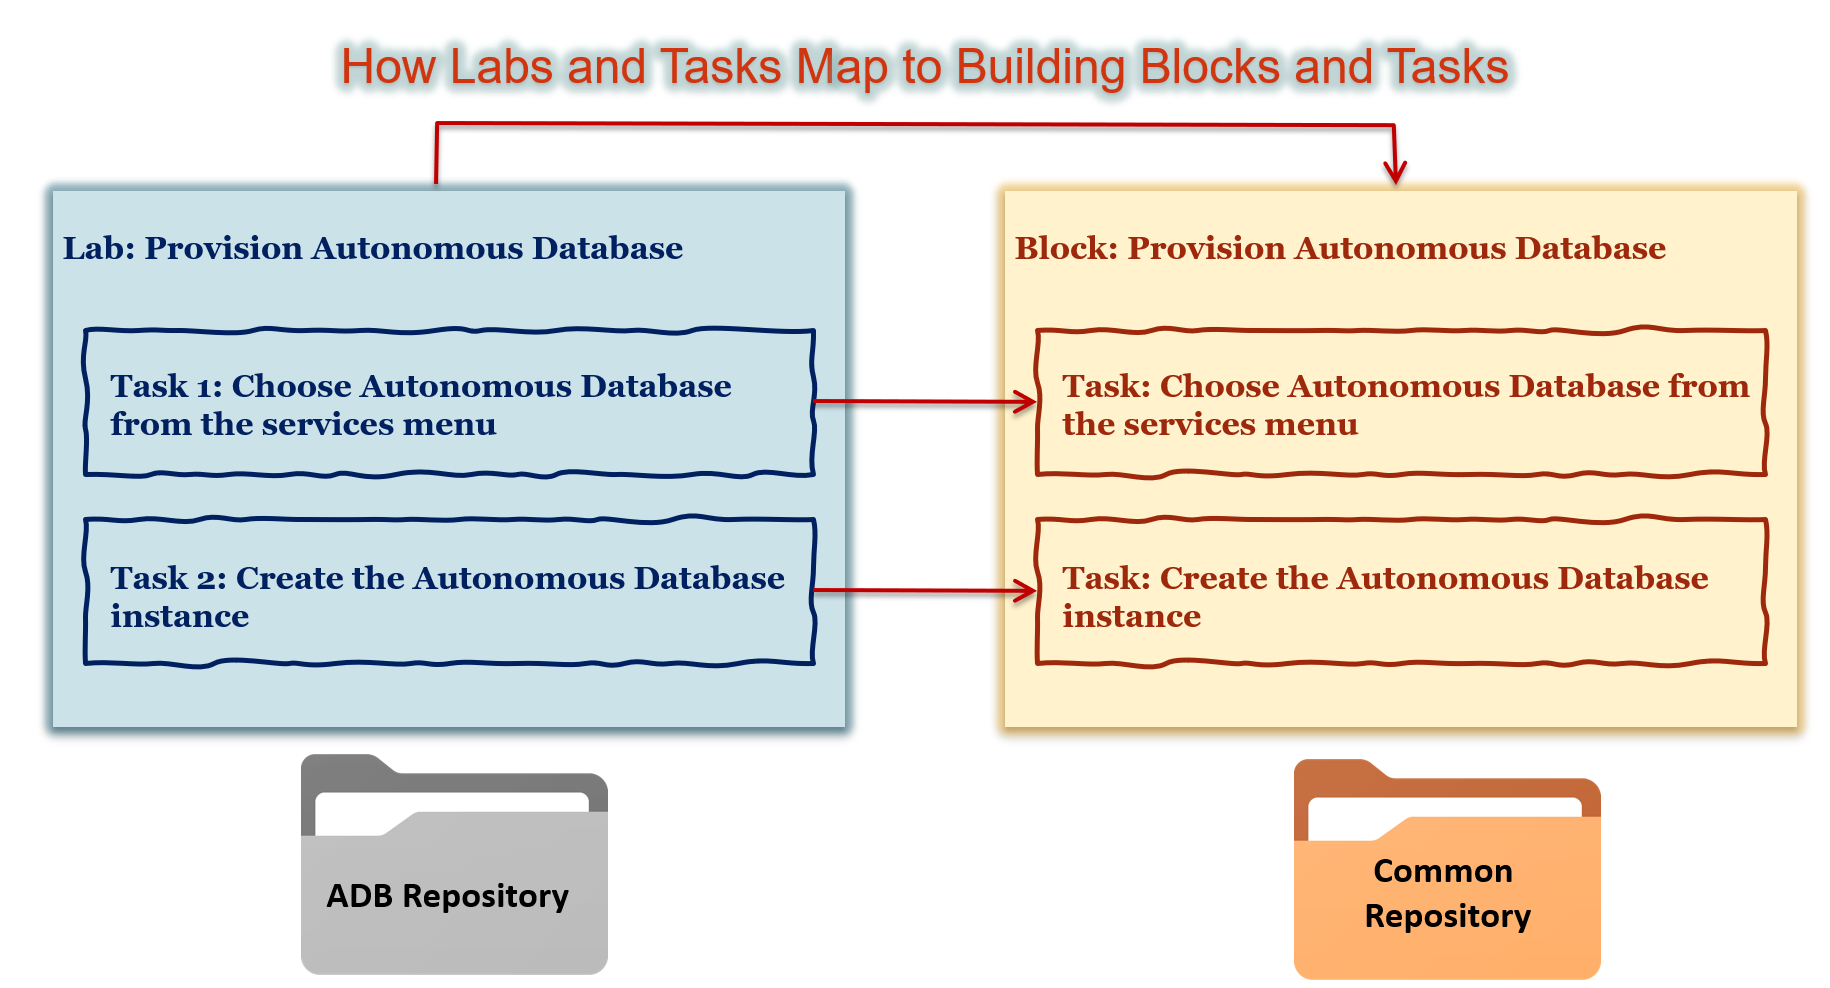 How Labs and Tasks Map to Building Blocks and Tasks
Lab: Provision Autonomous Database
Task 1: Choose Autonomous Database
from the services menu
Task 2: Create the Autonomous Database
instance
ADB Repository
Block: Provision Autonomous Database
Task: Choose Autonomous Database from
the services menu
Task: Create the Autonomous Database
instance
Common
Repository